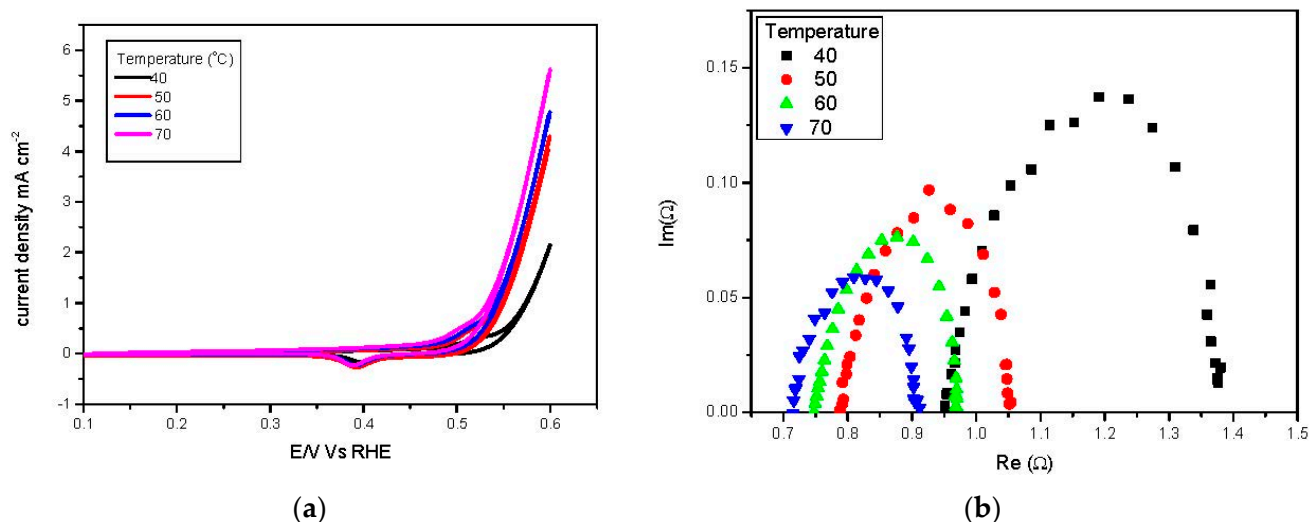 6
5
4
3
2
1
0
-1
current density mA cm-2
Temperature (°C)
40
50
60
70
0.1 0.2 0.3 0.4 0.5 0.6
E/V Vs RHE
(a)
0.15
0.10
0.05
0.00
Im(Ω)
Temperature
40
50
60
70
0.7 0.8 0.9 1.0 1.1 1.2 1.3 1.4 1.5
Re (Ω)
(b)